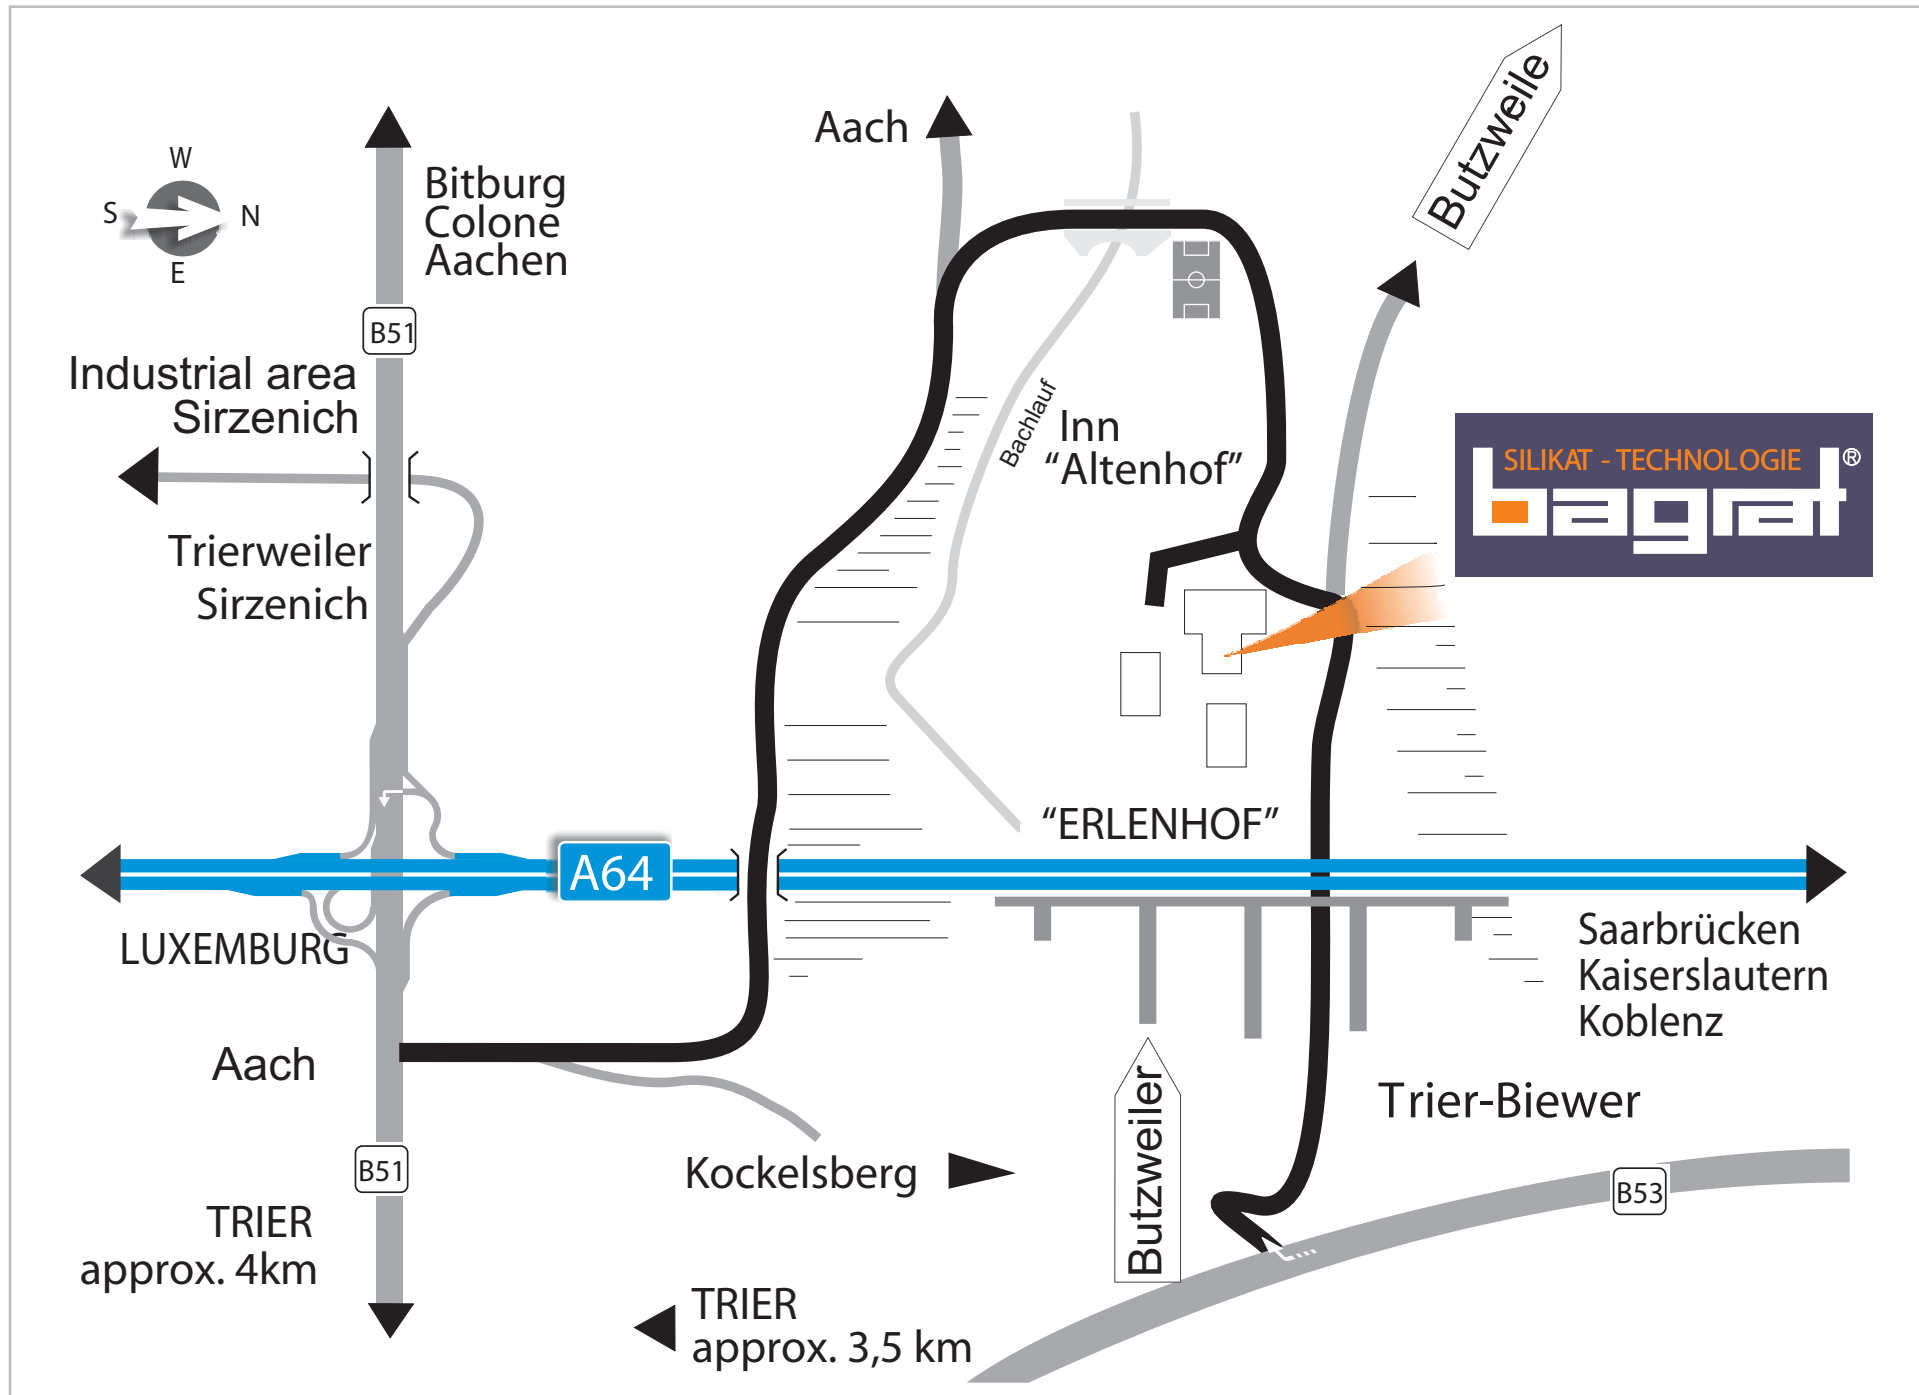 W
S
N
E
Bitburg
Colone
Aachen
Aach
Butzweile
B51
Industrial area
Sirzenich
Bachlauf
Inn
“Altenhof”
SILIKAT - TECHNOLOGIE
bagrat®
Trierweiler
Sirzenich
“ERLENHOF”
A64
LUXEMBURG
Saarbrücken
Kaiserslautern
Koblenz
Aach
Butzweiler
Trier-Biewer
B51
Kockelsberg
B53
TRIER
approx. 4km
TRIER
approx. 3,5 km